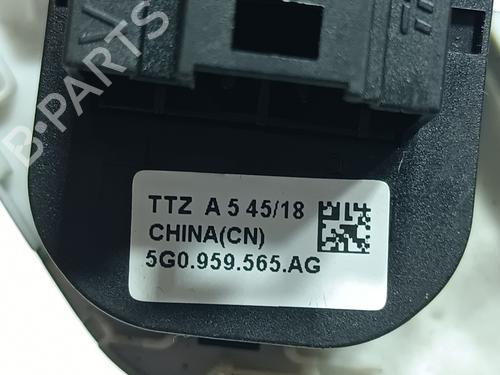 TTZ A 5 45/18
CHINA(CN)
5G0.959.565.AG
B-PARTS